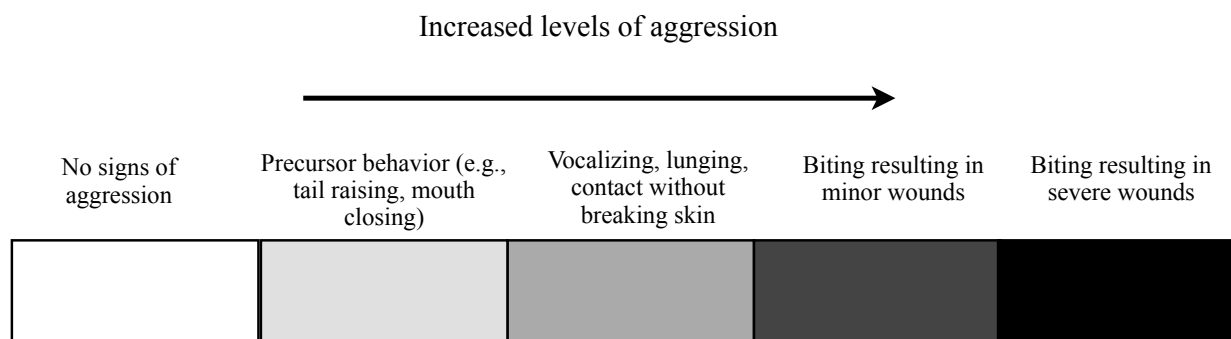 Increased levels of aggression
No signs of
aggression
Precursor behavior (e.g.,
tail raising, mouth
closing)
Vocalizing, lunging,
contact without
breaking skin
Biting resulting in
minor wounds
Biting resulting in
severe wounds